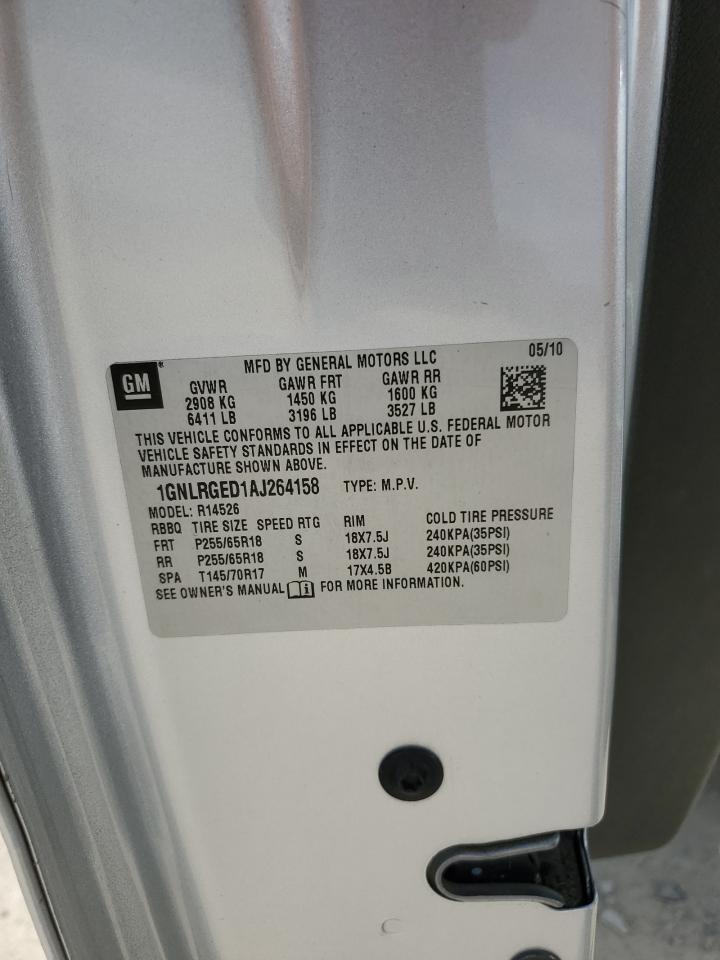 GM
MFD BY GENERAL MOTORS LLC 05/10
GVWR GAWR FRT GAWR RR
2908 KG 1450 KG 1600 KG
6411 LB 3196 LB 3527 LB
THIS VEHICLE CONFORMS TO ALL APPLICABLE U.S. FEDERAL MOTOR
VEHICLE SAFETY STANDARDS IN EFFECT ON THE DATE OF
MANUFACTURE SHOWN ABOVE.
1GNLRGED1AJ264158 TYPE: M.P.V.
MODEL: R14526
RBBQ TIRE SIZE SPEED RTG RIM COLD TIRE PRESSURE
FRT P255/65R18 S 18X7.5J 240KPA(35PSI)
RR P255/65R18 S 18X7.5J 240KPA(35PSI)
SPA T145/70R17 M 17X4.5B 420KPA(60PSI)
SEE OWNER'S MANUAL FOR MORE INFORMATION.